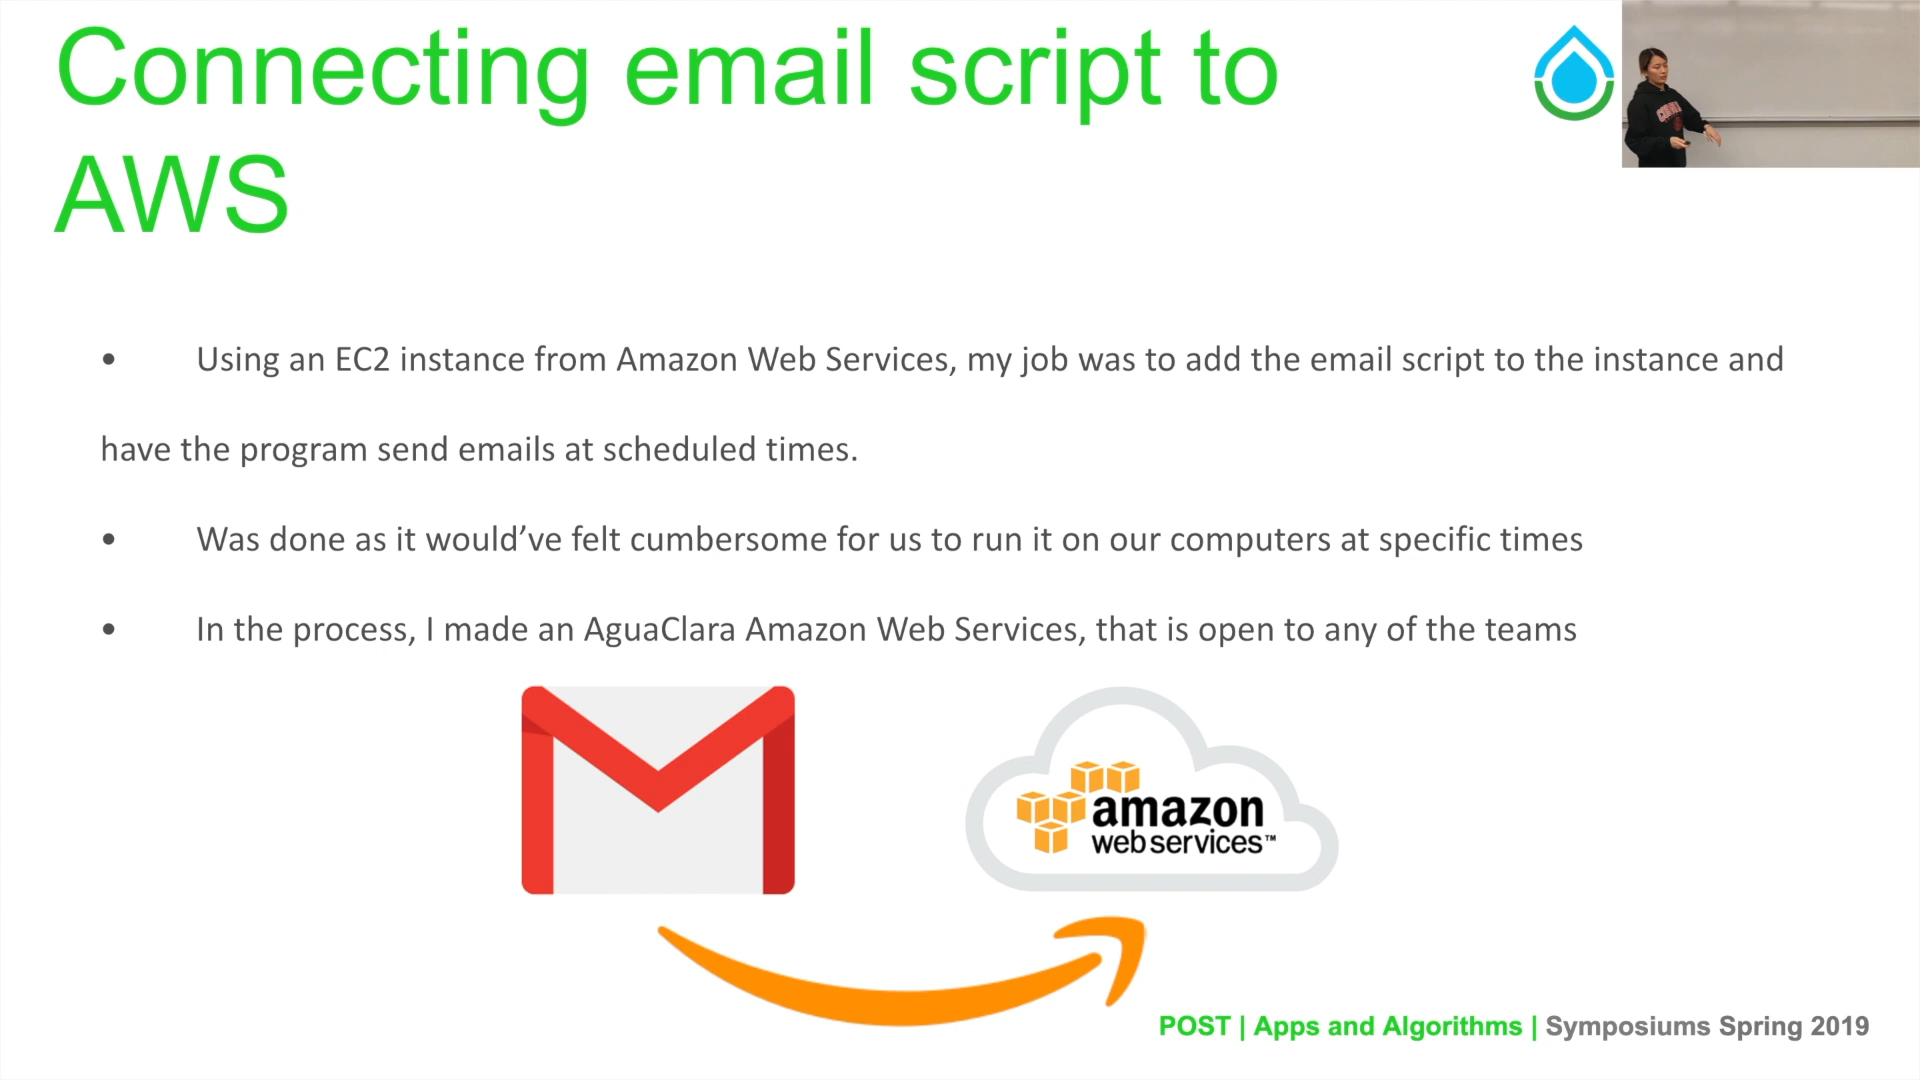 Connecting email script to
AWS
• Using an EC2 instance from Amazon Web Services, my job was to add the email script to the instance and
have the program send emails at scheduled times.
• Was done as it would’ve felt cumbersome for us to run it on our computers at specific times
• In the process, I made an AguaClara Amazon Web Services, that is open to any of the teams
amazon
web services™
POST | Apps and Algorithms | Symposiums Spring 2019